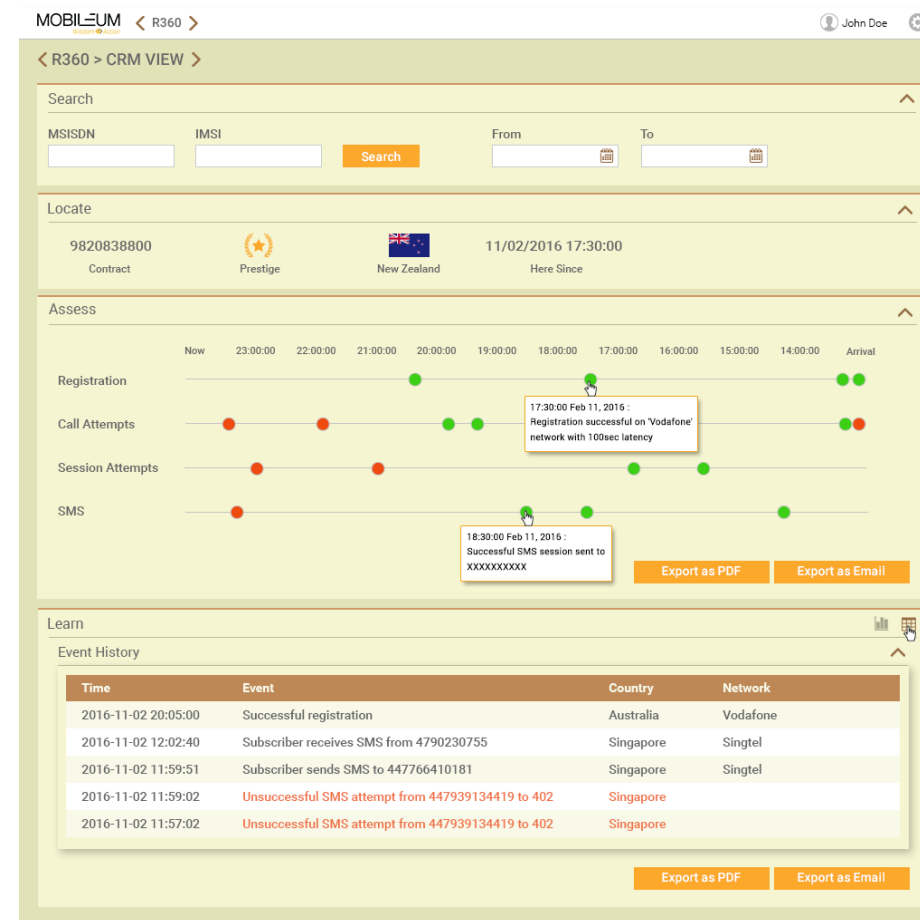 MOBILEUM R360 John Doe
Wisdom Action
R360 > CRM VIEW
Search
MSISDN IMSI From To
Search
Locate
9820838800 11/02/2016 17:30:00
Contract Prestige New Zealand Here Since
Assess
Now 23:00:00 22:00:00 21:00:00 20:00:00 19:00:00 18:00:00 17:00:00 16:00:00 15:00:00 14:00:00 Arrival
Registration
17:30:00 Feb 11, 2016 :
Registration successful on 'Vodafone'
network with 100sec latency
Call Attempts
Session Attempts
SMS
18:30:00 Feb 11, 2016 :
Successful SMS session sent to
XXXXXXXXXX
Export as PDF Export as Email
Learn
Event History
Time Event Country Network
2016-11-02 20:05:00 Successful registration Australia Vodafone
2016-11-02 12:02:40 Subscriber receives SMS from 4790230755 Singapore Singtel
2016-11-02 11:59:51 Subscriber sends SMS to 447766410181 Singapore Singtel
2016-11-02 11:59:02 Unsuccessful SMS attempt from 447939134419 to 402 Singapore
2016-11-02 11:57:02 Unsuccessful SMS attempt from 447939134419 to 402 Singapore
Export as PDF Export as Email